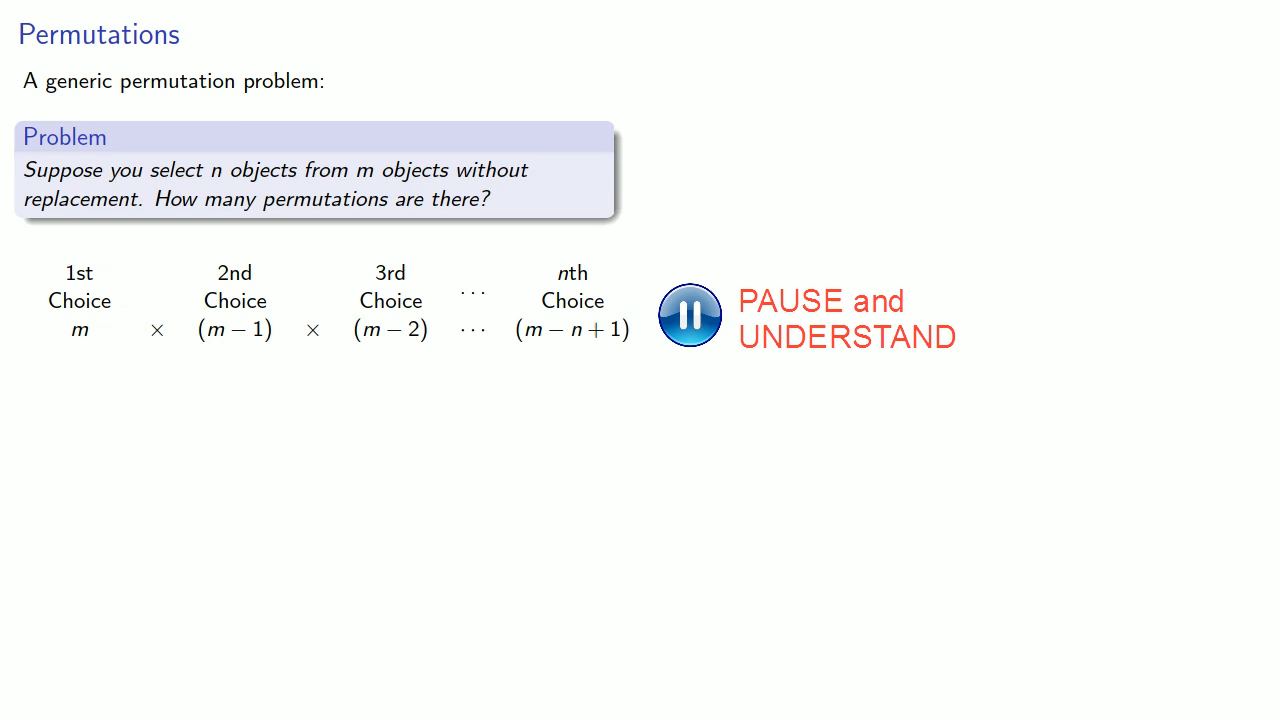 Permutations
A generic permutation problem:
Problem
Suppose you select n objects from m objects without
replacement. How many permutations are there?
1st 2nd 3rd nth
Choice Choice Choice ··· Choice
m × (m − 1) × (m − 2) ··· (m − n + 1)
PAUSE and
UNDERSTAND